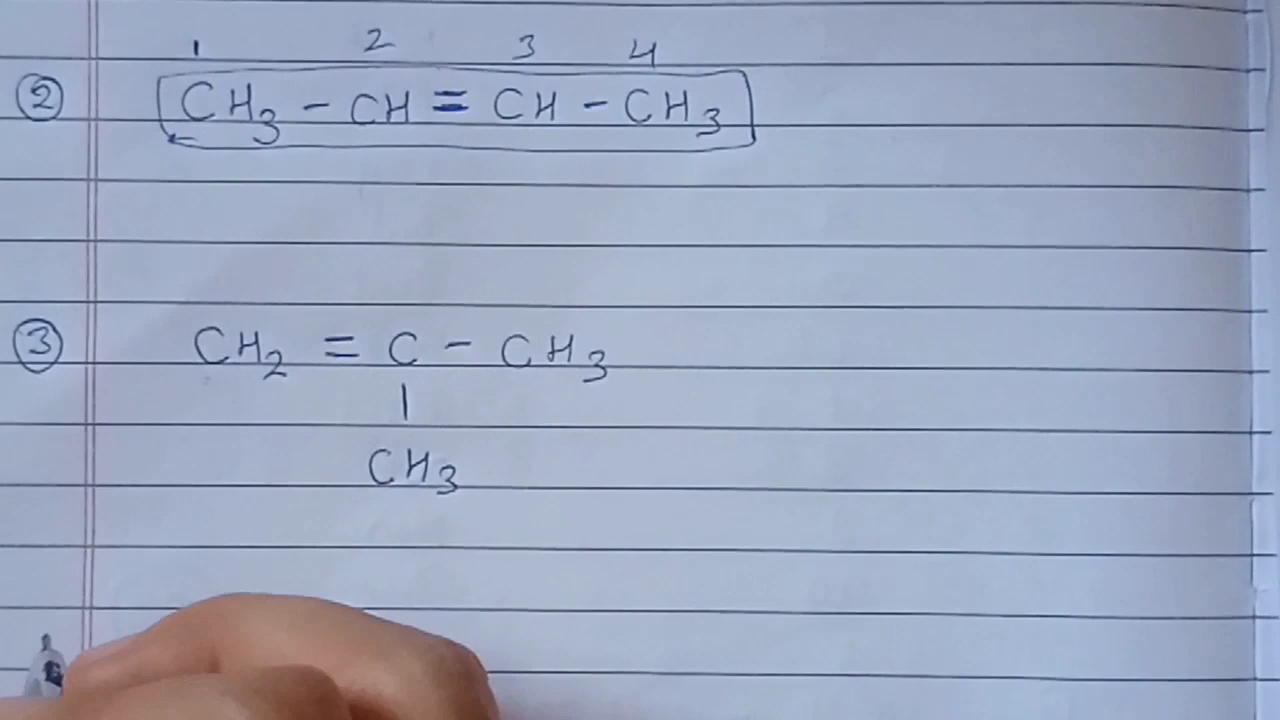 1 2 3 4
② CH₃ - CH = CH - CH₃
③ CH₂ = C - CH₃
|
CH₃